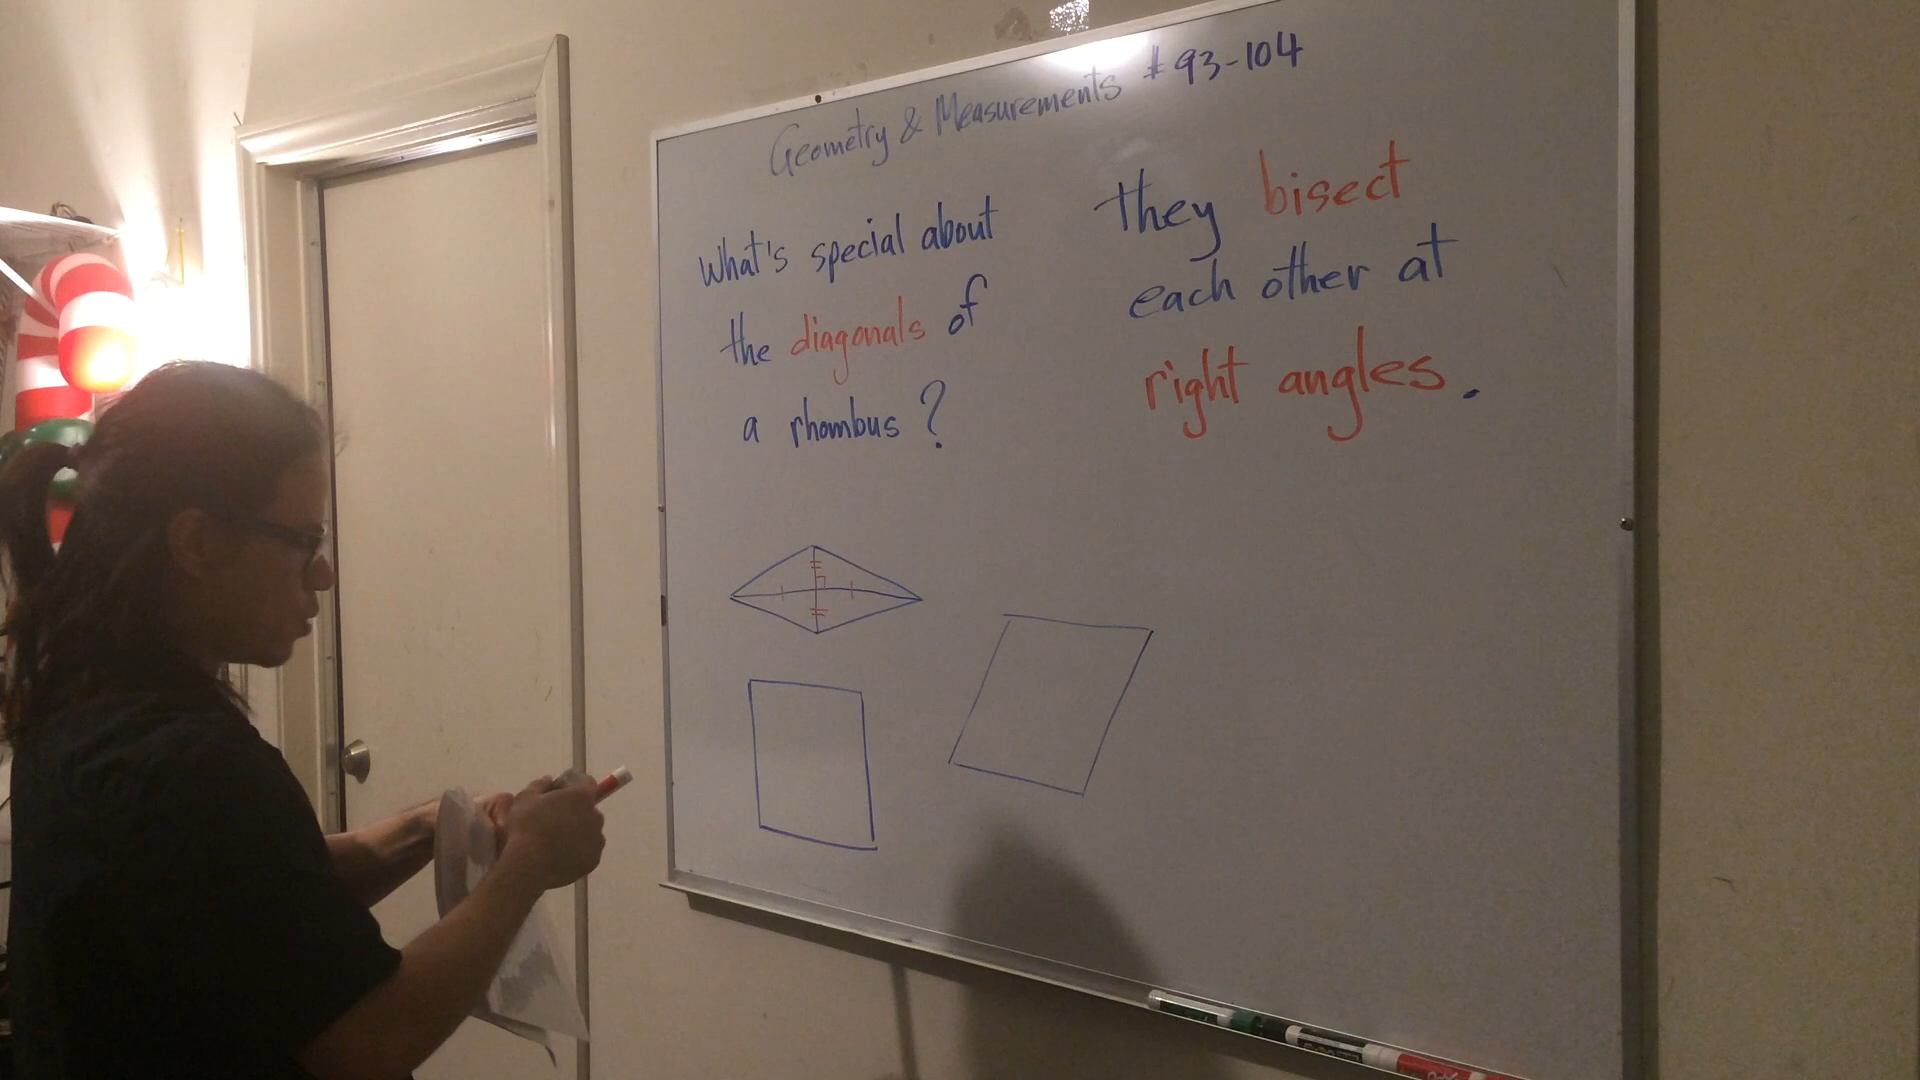 Geometry & Measurements # 93-104
What's special about
the diagonals of
a rhombus ?
they bisect
each other at
right angles.